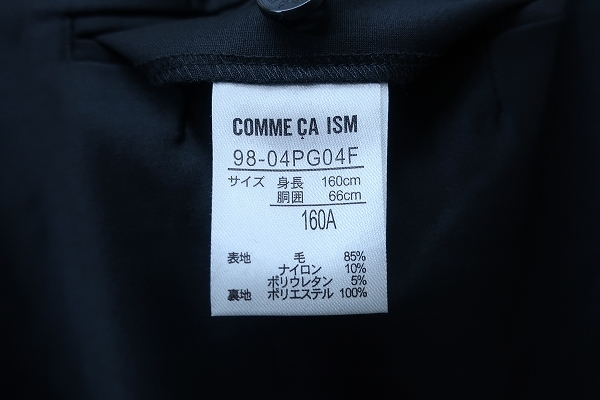 COMME ÇA ISM
98-04PG04F
サイズ 身長 160cm
胴囲 66cm
160A
表地 毛 85%
ナイロン 10%
ポリウレタン 5%
裏地 ポリエステル 100%